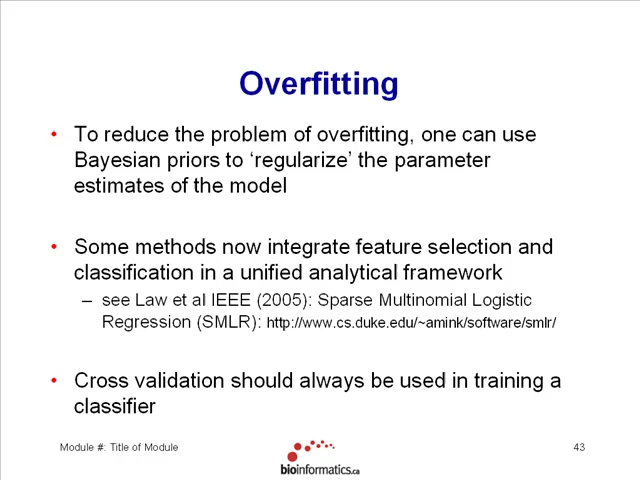 Overfitting
• To reduce the problem of overfitting, one can use
Bayesian priors to ‘regularize’ the parameter
estimates of the model
• Some methods now integrate feature selection and
classification in a unified analytical framework
– see Law et al IEEE (2005): Sparse Multinomial Logistic
Regression (SMLR): http://www.cs.duke.edu/~amink/software/smlr/
• Cross validation should always be used in training a
classifier
Module #: Title of Module
bioinformatics.ca
43